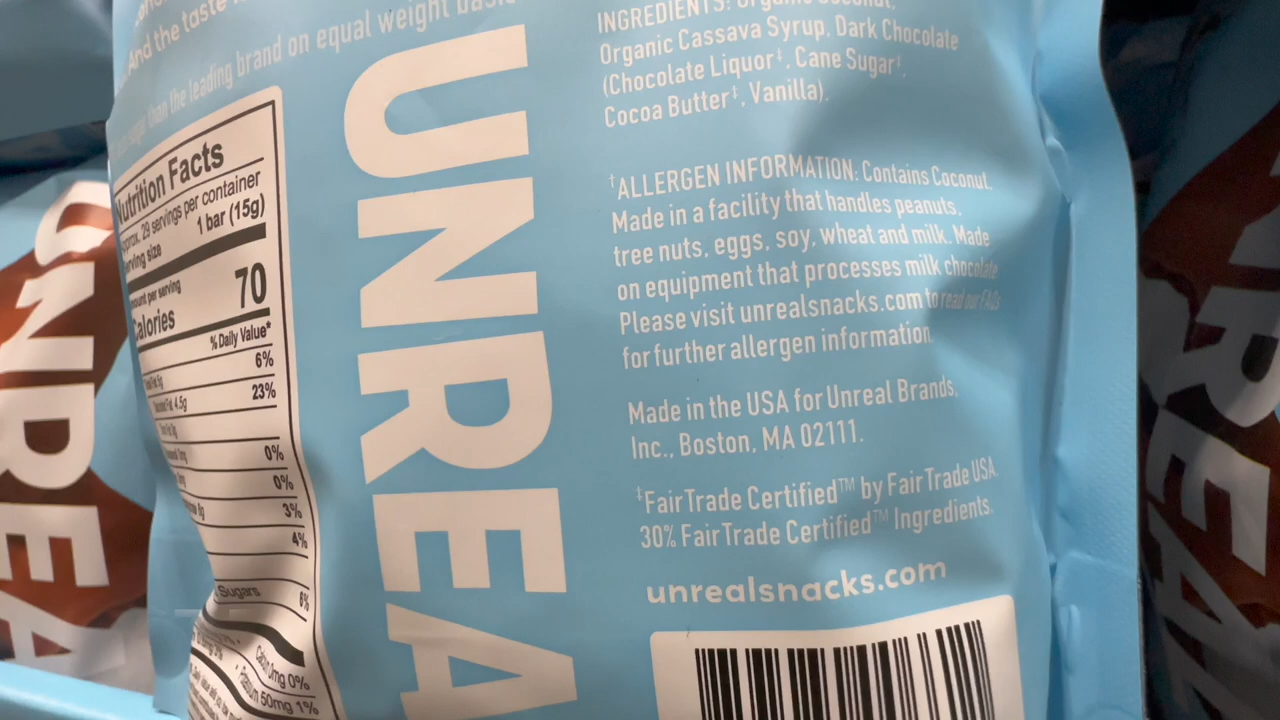 And the taste
sugar than the leading brand on equal weight basis
Nutrition Facts
29 servings per container
serving size 1 bar (15g)
Amount per serving
Calories 70
% Daily Value*
6%
4.5g 23%
0%
0%
8g 3%
4%
Sugars 6%
Calcium 0mg 0%
Potassium 50mg 1%
UNREA
INGREDIENTS: Organic Coconut,
Organic Cassava Syrup, Dark Chocolate
(Chocolate Liquor‡, Cane Sugar‡,
Cocoa Butter‡, Vanilla).
†ALLERGEN INFORMATION: Contains Coconut.
Made in a facility that handles peanuts,
tree nuts, eggs, soy, wheat and milk. Made
on equipment that processes milk chocolate.
Please visit unrealsnacks.com to read our FAQs
for further allergen information.
Made in the USA for Unreal Brands,
Inc., Boston, MA 02111.
‡Fair Trade Certified™ by Fair Trade USA.
30% Fair Trade Certified™ Ingredients.
unrealsnacks.com
UNREA
UNREA